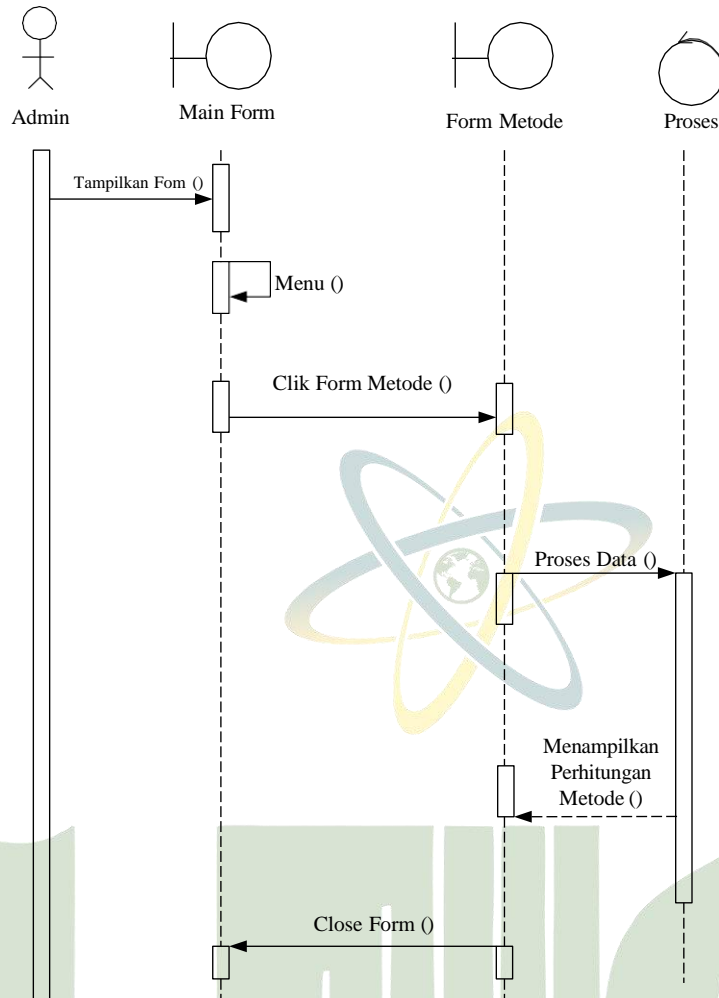 Admin
Main Form
Form Metode
Proses
Tampilkan Fom ()
Menu ()
Clik Form Metode ()
Proses Data ()
Menampilkan
Perhitungan
Metode ()
Close Form ()